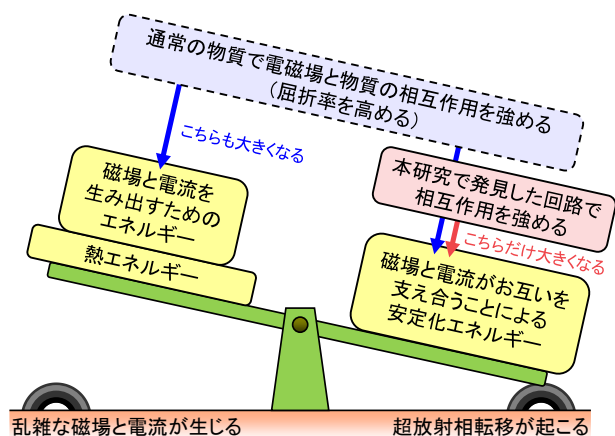 通常の物質で電磁場と物質の相互作用を強める
（屈折率を高める）
こちらも大きくなる
本研究で発見した回路で
相互作用を強める
こちらだけ大きくなる
磁場と電流を
生み出すための
エネルギー
熱エネルギー
磁場と電流がお互いを
支え合うことによる
安定化エネルギー
乱雑な磁場と電流が生じる
超放射相転移が起こる